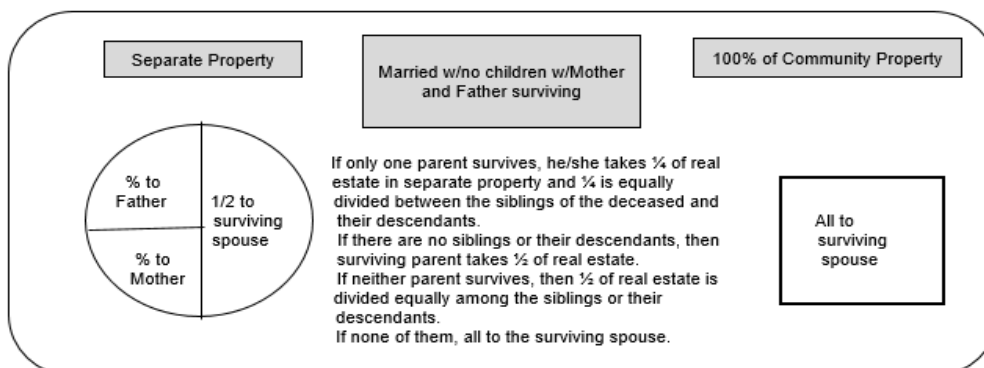 Separate Property
Married w/no children w/Mother
and Father surviving
100% of Community Property
% to
Father
1/2 to
surviving
spouse
% to
Mother
If only one parent survives, he/she takes ¼ of real
estate in separate property and ¼ is equally
divided between the siblings of the deceased and
their descendants.
If there are no siblings or their descendants, then
surviving parent takes ½ of real estate.
If neither parent survives, then ½ of real estate is
divided equally among the siblings or their
descendants.
If none of them, all to the surviving spouse.
All to
surviving
spouse